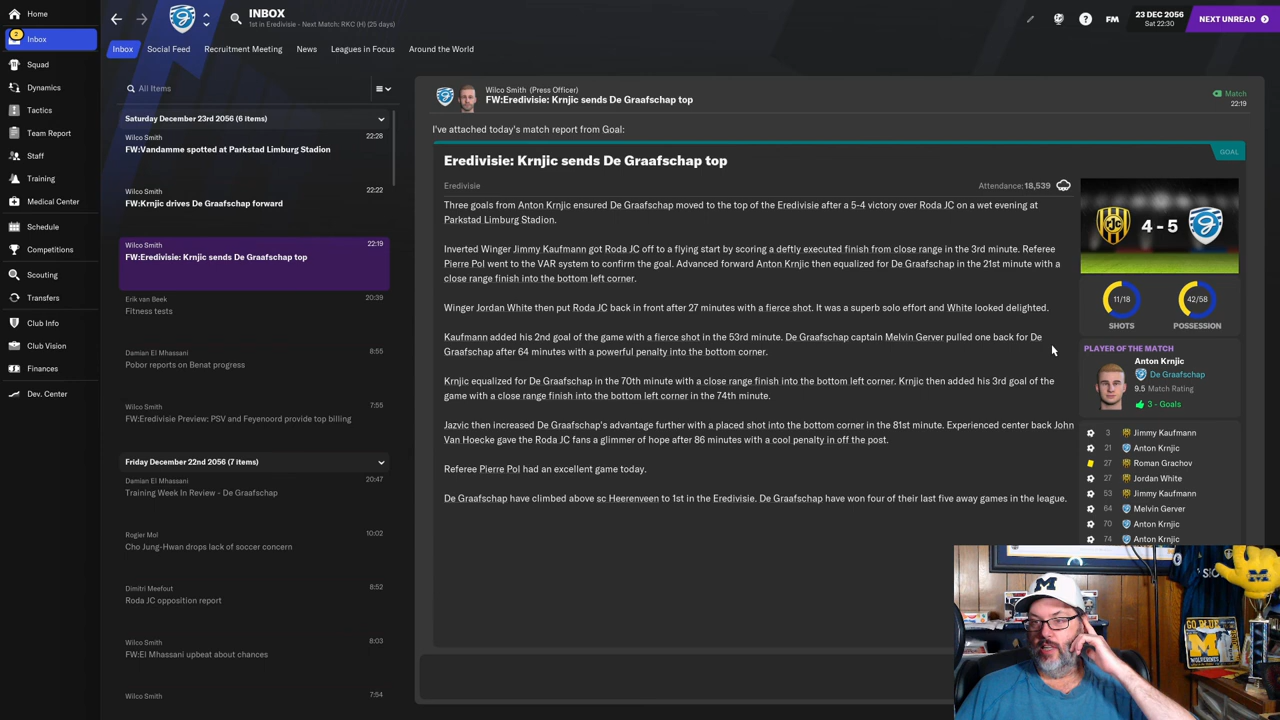 Home
2
Inbox
Squad
Dynamics
Tactics
Team Report
Staff
Training
Medical Center
Schedule
Competitions
Scouting
Transfers
Club Info
Club Vision
Finances
Dev. Center
INBOX
1st in Eredivisie - Next Match: RKC (H) (25 days)
FM
23 DEC 2056
Sat 22:30
NEXT UNREAD
Inbox
Social Feed
Recruitment Meeting
News
Leagues in Focus
Around the World
All Items
Saturday December 23rd 2056 (6 items)
Wilco Smith 22:28
FW:Vandamme spotted at Parkstad Limburg Stadion
Wilco Smith 22:22
FW:Krnjic drives De Graafschap forward
Wilco Smith 22:19
FW:Eredivisie: Krnjic sends De Graafschap top
Erik van Beek 20:39
Fitness tests
Damian El Mhassani 8:55
Pobor reports on Benat progress
Wilco Smith 7:55
FW:Eredivisie Preview: PSV and Feyenoord provide top billing
Friday December 22nd 2056 (7 items)
Damian El Mhassani 20:47
Training Week In Review - De Graafschap
Rogier Mol 10:02
Cho Jung-Hwan drops lack of soccer concern
Dimitri Meefout 8:52
Roda JC opposition report
Wilco Smith 8:03
FW:El Mhassani upbeat about chances
Wilco Smith 7:54
Wilco Smith (Press Officer)
FW:Eredivisie: Krnjic sends De Graafschap top
Match
22:19
I've attached today's match report from Goal:
Eredivisie: Krnjic sends De Graafschap top
GOAL
Eredivisie Attendance: 18,539
Three goals from Anton Krnjic ensured De Graafschap moved to the top of the Eredivisie after a 5-4 victory over Roda JC on a wet evening at
Parkstad Limburg Stadion.
Inverted Winger Jimmy Kaufmann got Roda JC off to a flying start by scoring a deftly executed finish from close range in the 3rd minute. Referee
Pierre Pol went to the VAR system to confirm the goal. Advanced forward Anton Krnjic then equalized for De Graafschap in the 21st minute with a
close range finish into the bottom left corner.
Winger Jordan White then put Roda JC back in front after 27 minutes with a fierce shot. It was a superb solo effort and White looked delighted.
Kaufmann added his 2nd goal of the game with a fierce shot in the 53rd minute. De Graafschap captain Melvin Gerver pulled one back for De
Graafschap after 64 minutes with a powerful penalty into the bottom corner.
Krnjic equalized for De Graafschap in the 70th minute with a close range finish into the bottom left corner. Krnjic then added his 3rd goal of the
game with a close range finish into the bottom left corner in the 74th minute.
Jazvic then increased De Graafschap's advantage further with a placed shot into the bottom corner in the 81st minute. Experienced center back John
Van Hoecke gave the Roda JC fans a glimmer of hope after 86 minutes with a cool penalty in off the post.
Referee Pierre Pol had an excellent game today.
De Graafschap have climbed above sc Heerenveen to 1st in the Eredivisie. De Graafschap have won four of their last five away games in the league.
4 - 5
11/18
SHOTS
42/58
POSSESSION
PLAYER OF THE MATCH
Anton Krnjic
De Graafschap
9.5 Match Rating
3 - Goals
3 Jimmy Kaufmann
21 Anton Krnjic
27 Roman Grachov
27 Jordan White
53 Jimmy Kaufmann
64 Melvin Gerver
70 Anton Krnjic
74 Anton Krnjic
M
GO BLUE
M
WOLVERINES